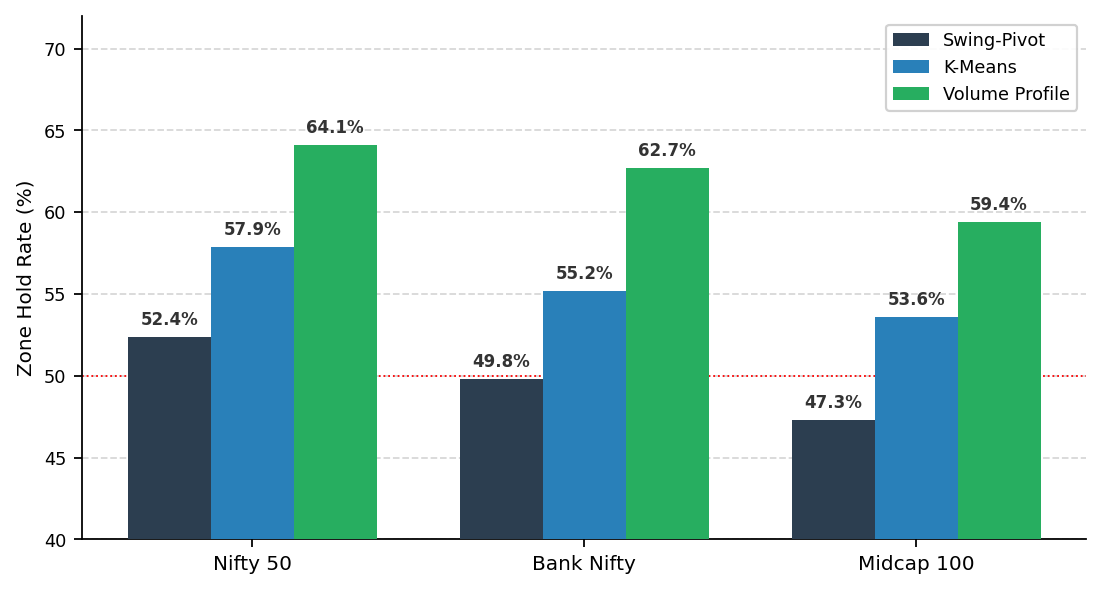 Zone Hold Rate (%)
70
65
60
55
50
45
40
Swing-Pivot
K-Means
Volume Profile
52.4%
57.9%
64.1%
49.8%
55.2%
62.7%
47.3%
53.6%
59.4%
Nifty 50
Bank Nifty
Midcap 100